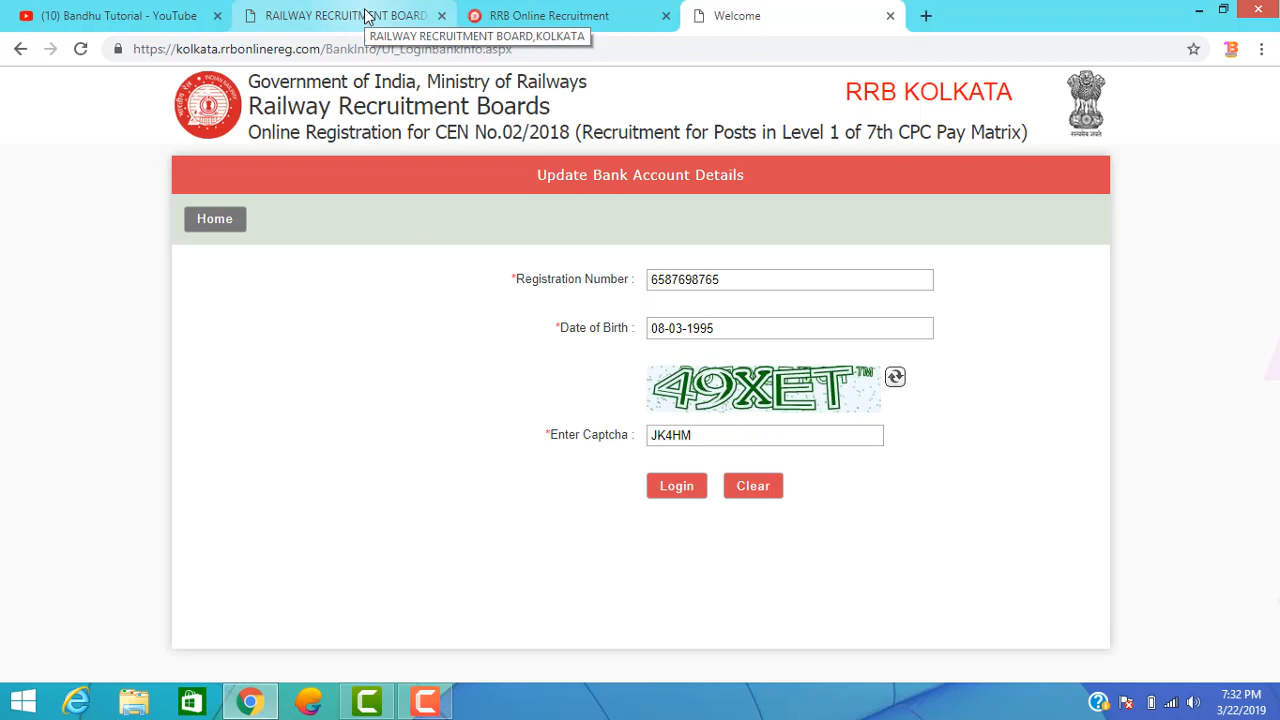 (10) Bandhu Tutorial - YouTube
RAILWAY RECRUITMENT BOARD
RRB Online Recruitment
Welcome
RAILWAY RECRUITMENT BOARD,KOLKATA
https://kolkata.rrbonlinereg.com/BankInfo/UI_LoginBankInfo.aspx
Government of India, Ministry of Railways
Railway Recruitment Boards
Online Registration for CEN No.02/2018 (Recruitment for Posts in Level 1 of 7th CPC Pay Matrix)
RRB KOLKATA
Update Bank Account Details
Home
*Registration Number : 6587698765
*Date of Birth : 08-03-1995
49XET™
*Enter Captcha : JK4HM
Login Clear
7:32 PM
3/22/2019